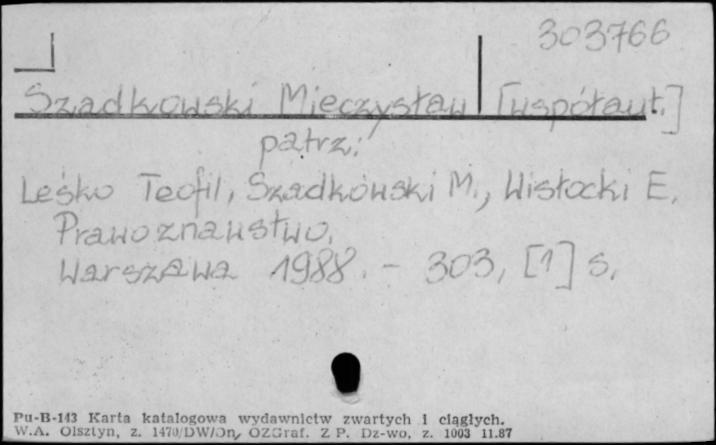 303766
Szadkowski Mieczysław [współaut.]
patrz:
Leśko Teofil, Szadkowski M., Wisłocki E.
Prawoznawstwo.
Warszawa 1988. - 303, [1] s.
Pu-B-143 Karta katalogowa wydawnictw zwartych i ciągłych.
W.A. Olsztyn, z. 1470/DW/Dn, OZGraf. Z P. Dz-wo, z. 1003 11.87